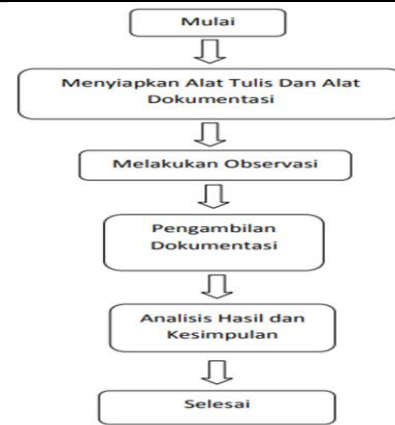 Mulai
Menyiapkan Alat Tulis Dan Alat
Dokumentasi
Melakukan Observasi
Pengambilan
Dokumentasi
Analisis Hasil dan
Kesimpulan
Selesai